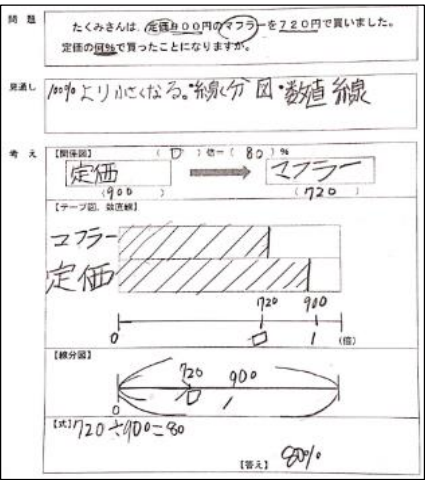 問題
たくみさんは、定価900円のマフラーを720円で買いました。
定価の何%で買ったことになりますか。
見通し
100%より小さくなる。・線分図・数値線
考え
【関係図】 (□)倍=(80)%
定価 マフラー
(900) (720)
【テープ図、数直線】
マフラー
定価
720 900
0 □ 1 (倍)
【線分図】
720 900
0 □ 1
【式】720÷900=80
【答え】 80%